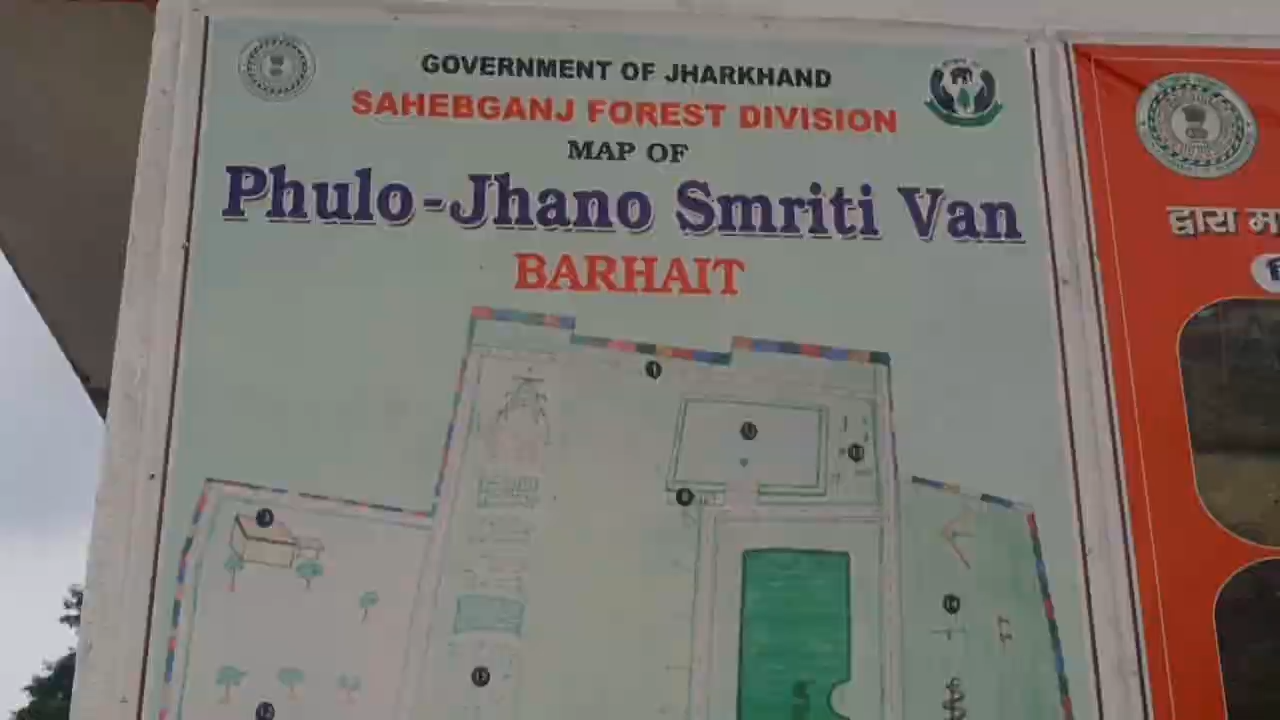 GOVERNMENT OF JHARKHAND
SAHEBGANJ FOREST DIVISION
MAP OF
Phulo-Jhano Smriti Van
BARHAIT
द्वारा